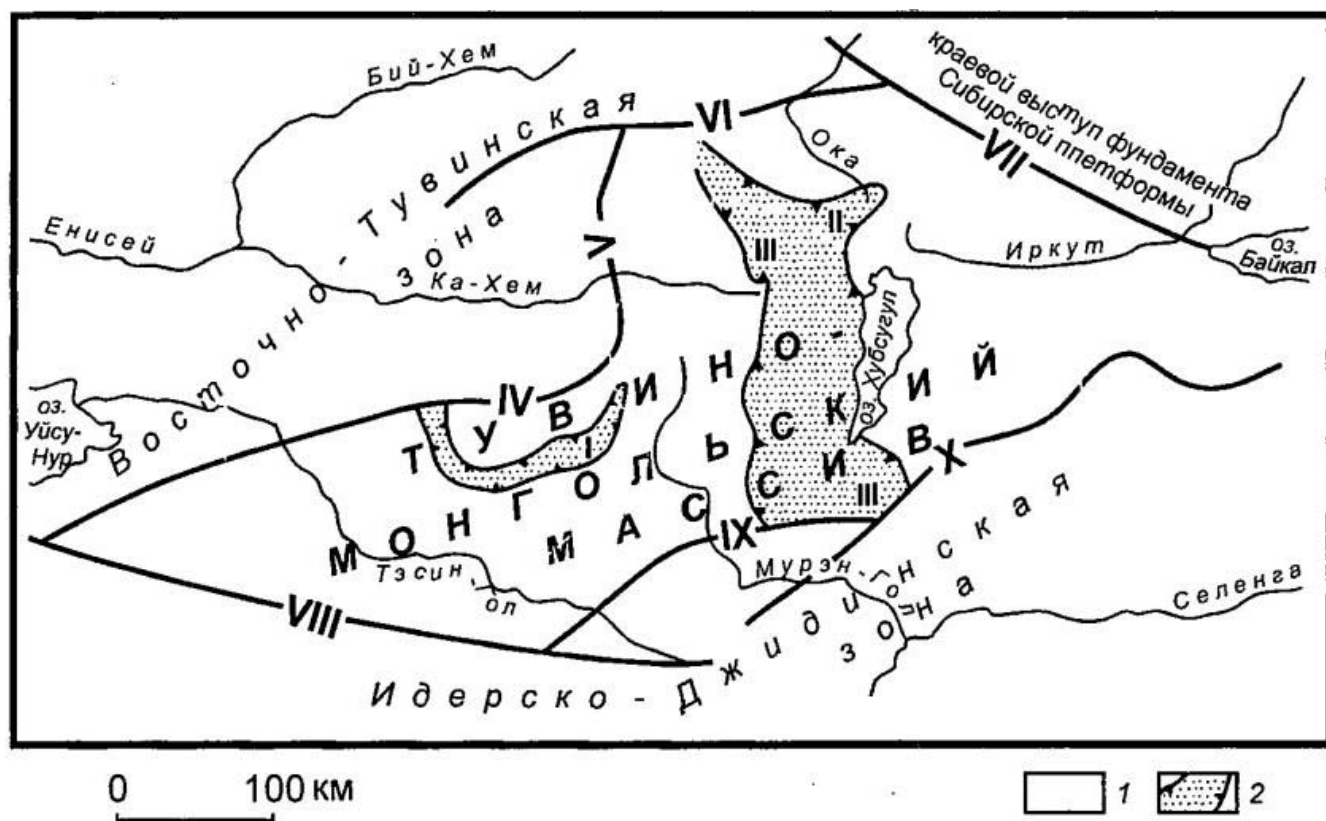 Бий-Хем
краевой выступ фундамента
Сибирской ппетформы
VI
VII
Ока
Восточно-Тувинская
зона
Енисей
V
III
II
Иркут
оз.
Байкал
Ка-Хем
оз. Хубсугул
IV
I
оз.
Уйсу-
Нур
ТУВИНО-
МОНГОЛЬСКИЙ
МАССИВ
III
X
IX
Мурэн-Гол
Тэсин-
ол
VIII
Селенга
Идерско-Джидинская
зона
0 100 км
1 2